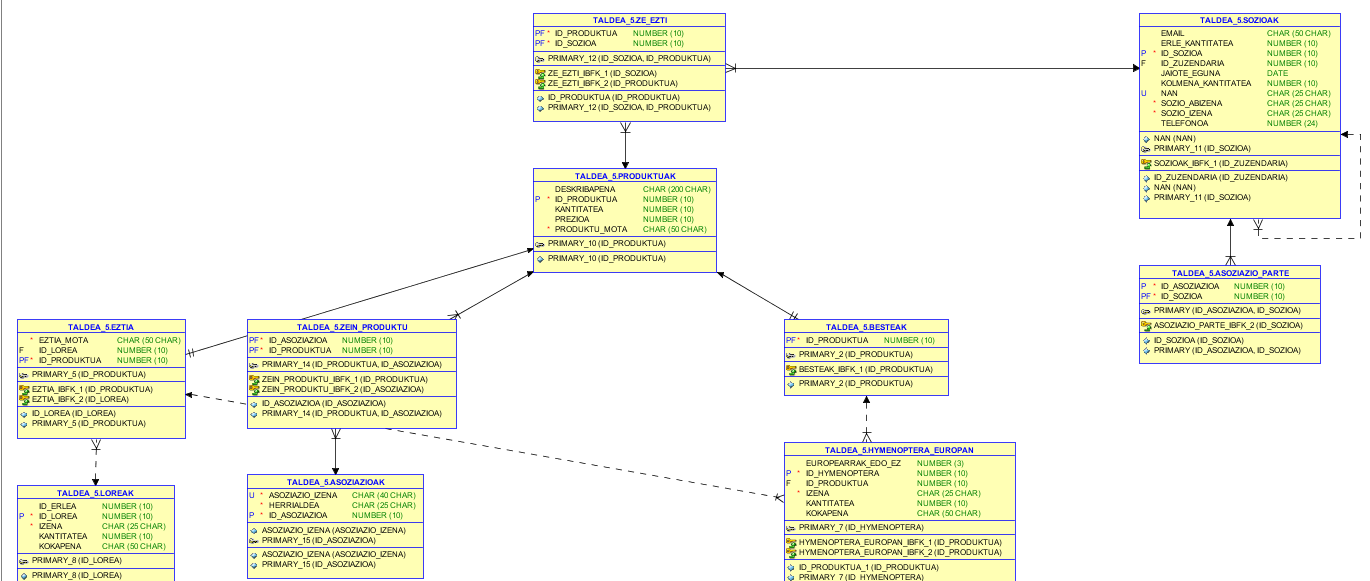 TALDEA_5.ZE_EZTI
PF * ID_PRODUKTUA NUMBER (10)
PF * ID_SOZIOA NUMBER (10)
PRIMARY_12 (ID_SOZIOA, ID_PRODUKTUA)
ZE_EZTI_IBFK_1 (ID_SOZIOA)
ZE_EZTI_IBFK_2 (ID_PRODUKTUA)
ID_PRODUKTUA (ID_PRODUKTUA)
PRIMARY_12 (ID_SOZIOA, ID_PRODUKTUA)
TALDEA_5.SOZIOAK
EMAIL CHAR (50 CHAR)
ERLE_KANTITATEA NUMBER (10)
P * ID_SOZIOA NUMBER (10)
F ID_ZUZENDARIA NUMBER (10)
JAIOTE_EGUNA DATE
KOLMENA_KANTITATEA NUMBER (10)
U NAN CHAR (25 CHAR)
* SOZIO_ABIZENA CHAR (25 CHAR)
* SOZIO_IZENA CHAR (25 CHAR)
TELEFONOA NUMBER (24)
NAN (NAN)
PRIMARY_11 (ID_SOZIOA)
SOZIOAK_IBFK_1 (ID_ZUZENDARIA)
ID_ZUZENDARIA (ID_ZUZENDARIA)
NAN (NAN)
PRIMARY_11 (ID_SOZIOA)
TALDEA_5.PRODUKTUAK
DESKRIBAPENA CHAR (200 CHAR)
P * ID_PRODUKTUA NUMBER (10)
KANTITATEA NUMBER (10)
PREZIOA NUMBER (10)
* PRODUKTU_MOTA CHAR (50 CHAR)
PRIMARY_10 (ID_PRODUKTUA)
PRIMARY_10 (ID_PRODUKTUA)
TALDEA_5.ASOZIAZIO_PARTE
P * ID_ASOZIAZIOA NUMBER (10)
PF * ID_SOZIOA NUMBER (10)
PRIMARY (ID_ASOZIAZIOA, ID_SOZIOA)
ASOZIAZIO_PARTE_IBFK_2 (ID_SOZIOA)
ID_SOZIOA (ID_SOZIOA)
PRIMARY (ID_ASOZIAZIOA, ID_SOZIOA)
TALDEA_5.EZTIA
* EZTIA_MOTA CHAR (50 CHAR)
F ID_LOREA NUMBER (10)
PF * ID_PRODUKTUA NUMBER (10)
PRIMARY_5 (ID_PRODUKTUA)
EZTIA_IBFK_1 (ID_PRODUKTUA)
EZTIA_IBFK_2 (ID_LOREA)
ID_LOREA (ID_LOREA)
PRIMARY_5 (ID_PRODUKTUA)
TALDEA_5.ZEIN_PRODUKTU
PF * ID_ASOZIAZIOA NUMBER (10)
PF * ID_PRODUKTUA NUMBER (10)
PRIMARY_14 (ID_PRODUKTUA, ID_ASOZIAZIOA)
ZEIN_PRODUKTU_IBFK_1 (ID_PRODUKTUA)
ZEIN_PRODUKTU_IBFK_2 (ID_ASOZIAZIOA)
ID_ASOZIAZIOA (ID_ASOZIAZIOA)
PRIMARY_14 (ID_PRODUKTUA, ID_ASOZIAZIOA)
TALDEA_5.BESTEAK
PF * ID_PRODUKTUA NUMBER (10)
PRIMARY_2 (ID_PRODUKTUA)
BESTEAK_IBFK_1 (ID_PRODUKTUA)
PRIMARY_2 (ID_PRODUKTUA)
TALDEA_5.LOREAK
ID_ERLEA NUMBER (10)
P * ID_LOREA NUMBER (10)
* IZENA CHAR (25 CHAR)
KANTITATEA NUMBER (10)
KOKAPENA CHAR (50 CHAR)
PRIMARY_8 (ID_LOREA)
PRIMARY_8 (ID_LOREA)
TALDEA_5.ASOZIAZIOAK
U * ASOZIAZIO_IZENA CHAR (40 CHAR)
* HERRIALDEA CHAR (25 CHAR)
P * ID_ASOZIAZIOA NUMBER (10)
ASOZIAZIO_IZENA (ASOZIAZIO_IZENA)
PRIMARY_15 (ID_ASOZIAZIOA)
ASOZIAZIO_IZENA (ASOZIAZIO_IZENA)
PRIMARY_15 (ID_ASOZIAZIOA)
TALDEA_5.HYMENOPTERA_EUROPAN
EUROPEARRAK_EDO_EZ NUMBER (3)
P * ID_HYMENOPTERA NUMBER (10)
F ID_PRODUKTUA NUMBER (10)
* IZENA CHAR (25 CHAR)
KANTITATEA NUMBER (10)
KOKAPENA CHAR (50 CHAR)
PRIMARY_7 (ID_HYMENOPTERA)
HYMENOPTERA_EUROPAN_IBFK_1 (ID_PRODUKTUA)
HYMENOPTERA_EUROPAN_IBFK_2 (ID_PRODUKTUA)
ID_PRODUKTUA_1 (ID_PRODUKTUA)
PRIMARY_7 (ID_HYMENOPTERA)